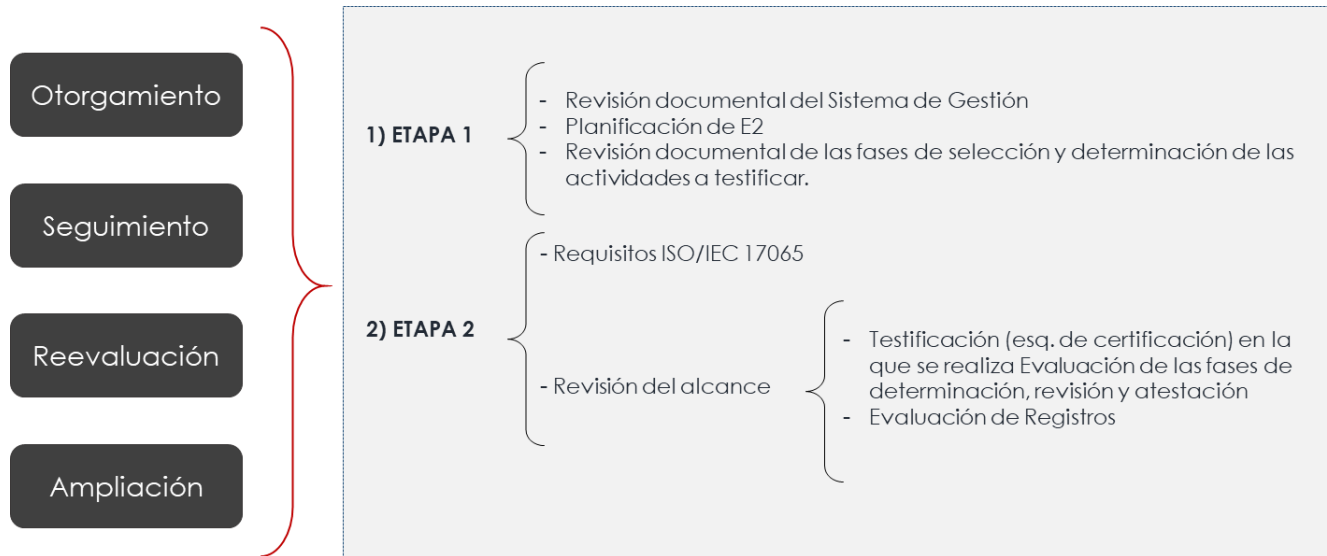 Otorgamiento
Seguimiento
Reevaluación
Ampliación
1) ETAPA 1
- Revisión documental del Sistema de Gestión
- Planificación de E2
- Revisión documental de las fases de selección y determinación de las
actividades a testificar.
2) ETAPA 2
- Requisitos ISO/IEC 17065
- Revisión del alcance
- Testificación (esq. de certificación) en la
que se realiza Evaluación de las fases de
determinación, revisión y atestación
- Evaluación de Registros